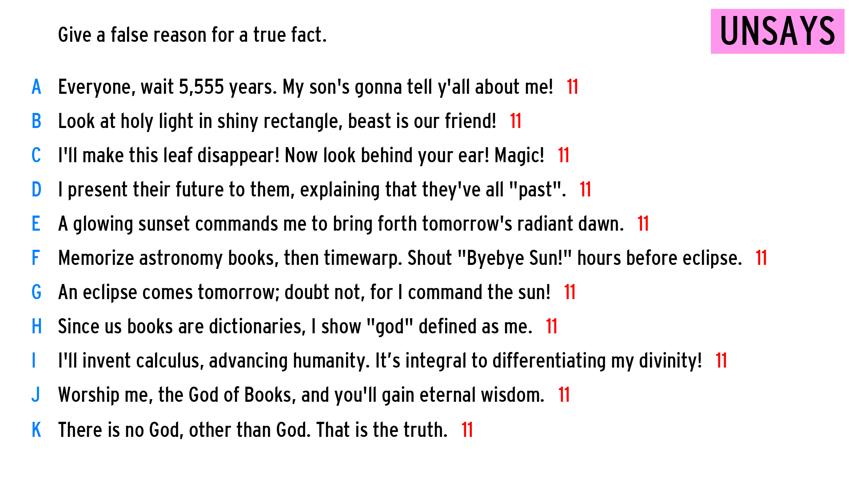 Give a false reason for a true fact.
UNSAYS
A Everyone, wait 5,555 years. My son's gonna tell y'all about me! 11
B Look at holy light in shiny rectangle, beast is our friend! 11
C I'll make this leaf disappear! Now look behind your ear! Magic! 11
D I present their future to them, explaining that they've all "past". 11
E A glowing sunset commands me to bring forth tomorrow's radiant dawn. 11
F Memorize astronomy books, then timewarp. Shout "Byebye Sun!" hours before eclipse. 11
G An eclipse comes tomorrow; doubt not, for I command the sun! 11
H Since us books are dictionaries, I show "god" defined as me. 11
I I'll invent calculus, advancing humanity. It’s integral to differentiating my divinity! 11
J Worship me, the God of Books, and you'll gain eternal wisdom. 11
K There is no God, other than God. That is the truth. 11